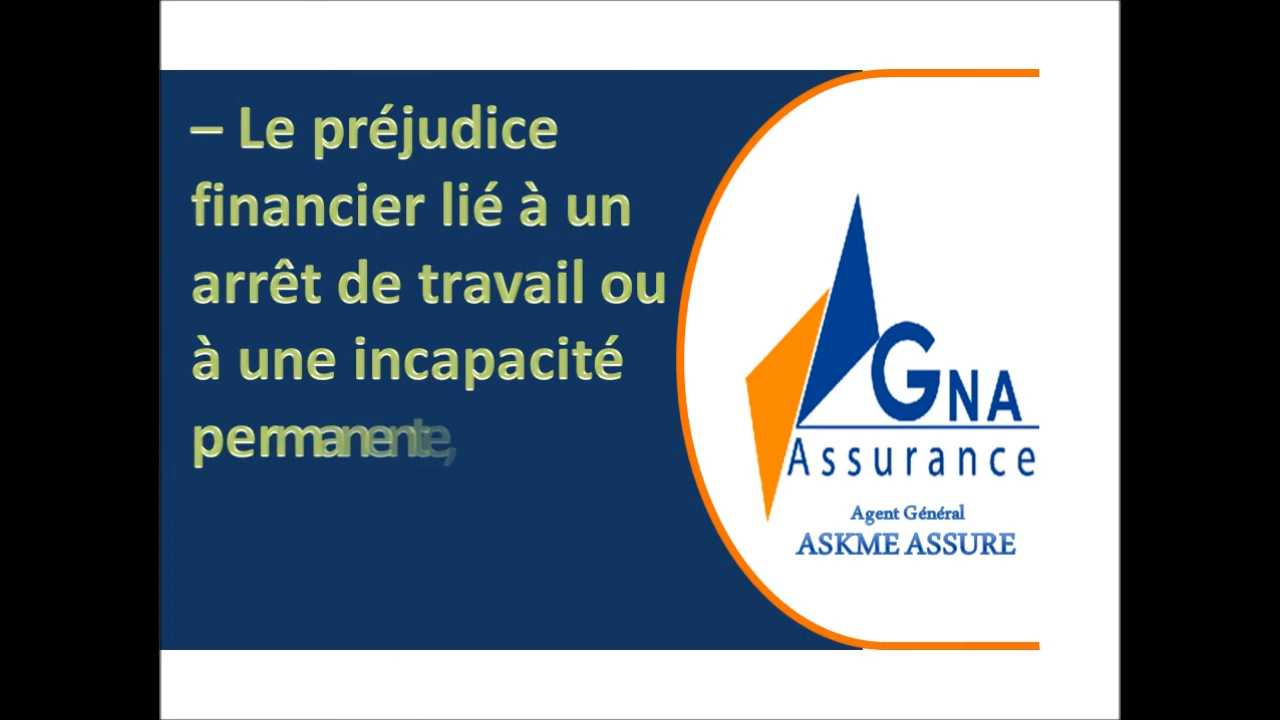 – Le préjudice
financier lié à un
arrêt de travail ou
à une incapacité
permanente,
GNA
Assurance
Agent Général
ASKME ASSURE